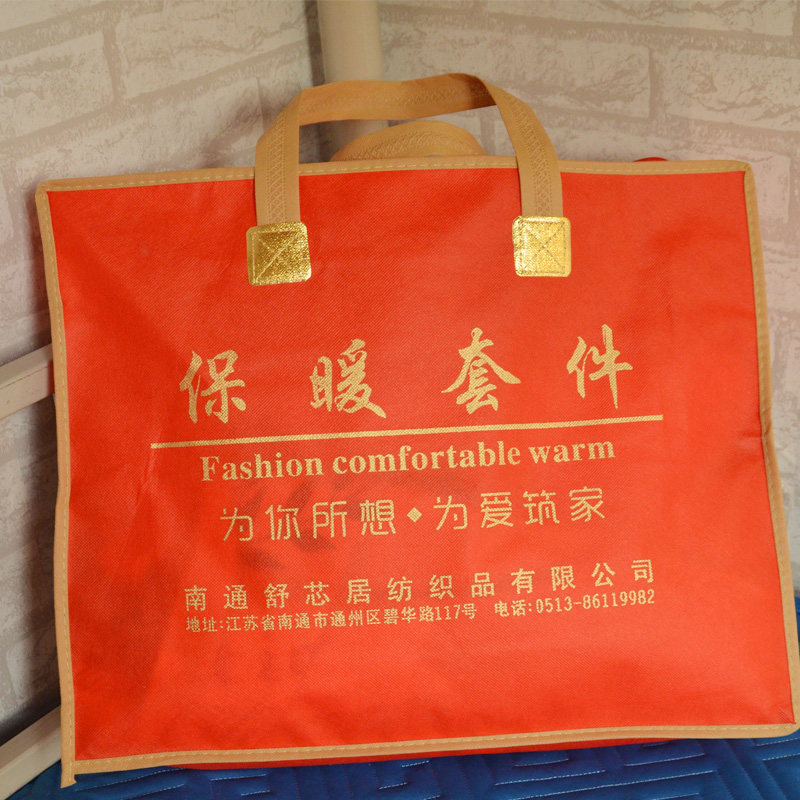 保暖套件
Fashion comfortable warm
为你所想◆为爱筑家
南通舒芯居纺织品有限公司
地址:江苏省南通市通州区碧华路117号 电话:0513-86119982